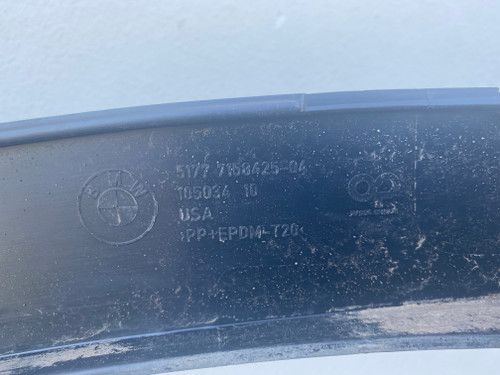 BMW
5177 7158425-04
105034 10
USA
>PP+EPDM-T20<